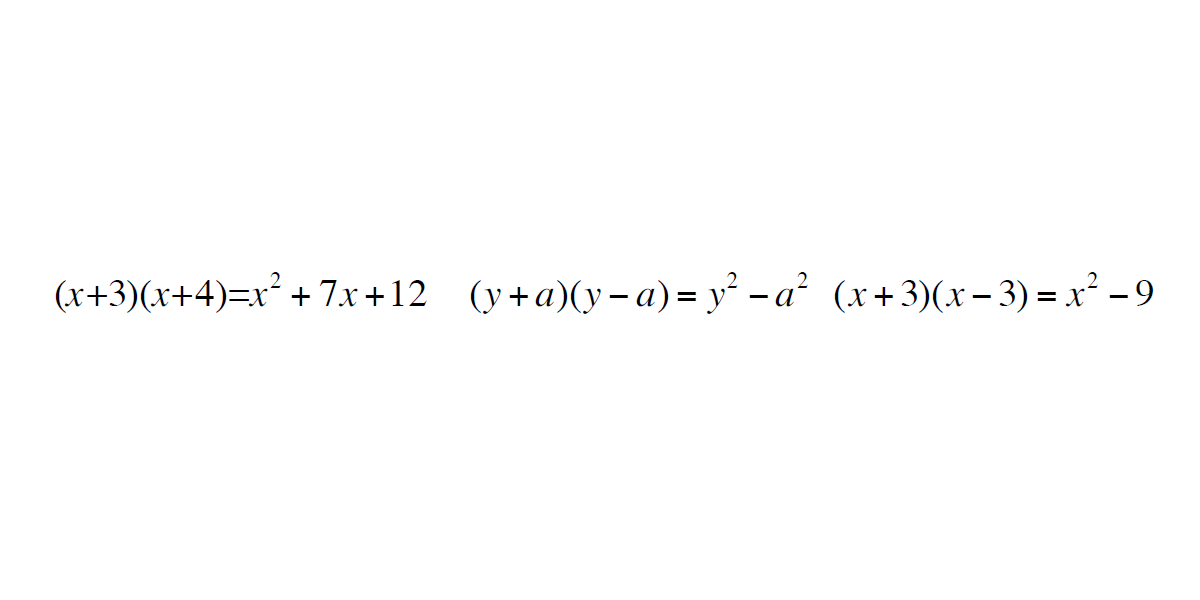 (x+3)(x+4)=x² + 7x+12 (y+a)(y−a) = y² −a² (x+3)(x−3) = x² −9